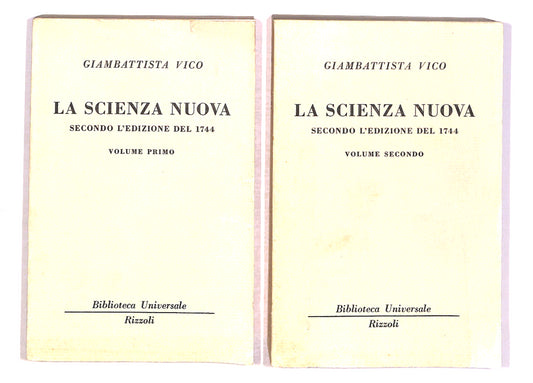 GIAMBATTISTA VICO
LA SCIENZA NUOVA
SECONDO L'EDIZIONE DEL 1744
VOLUME PRIMO
Biblioteca Universale
Rizzoli
GIAMBATTISTA VICO
LA SCIENZA NUOVA
SECONDO L'EDIZIONE DEL 1744
VOLUME SECONDO
Biblioteca Universale
Rizzoli